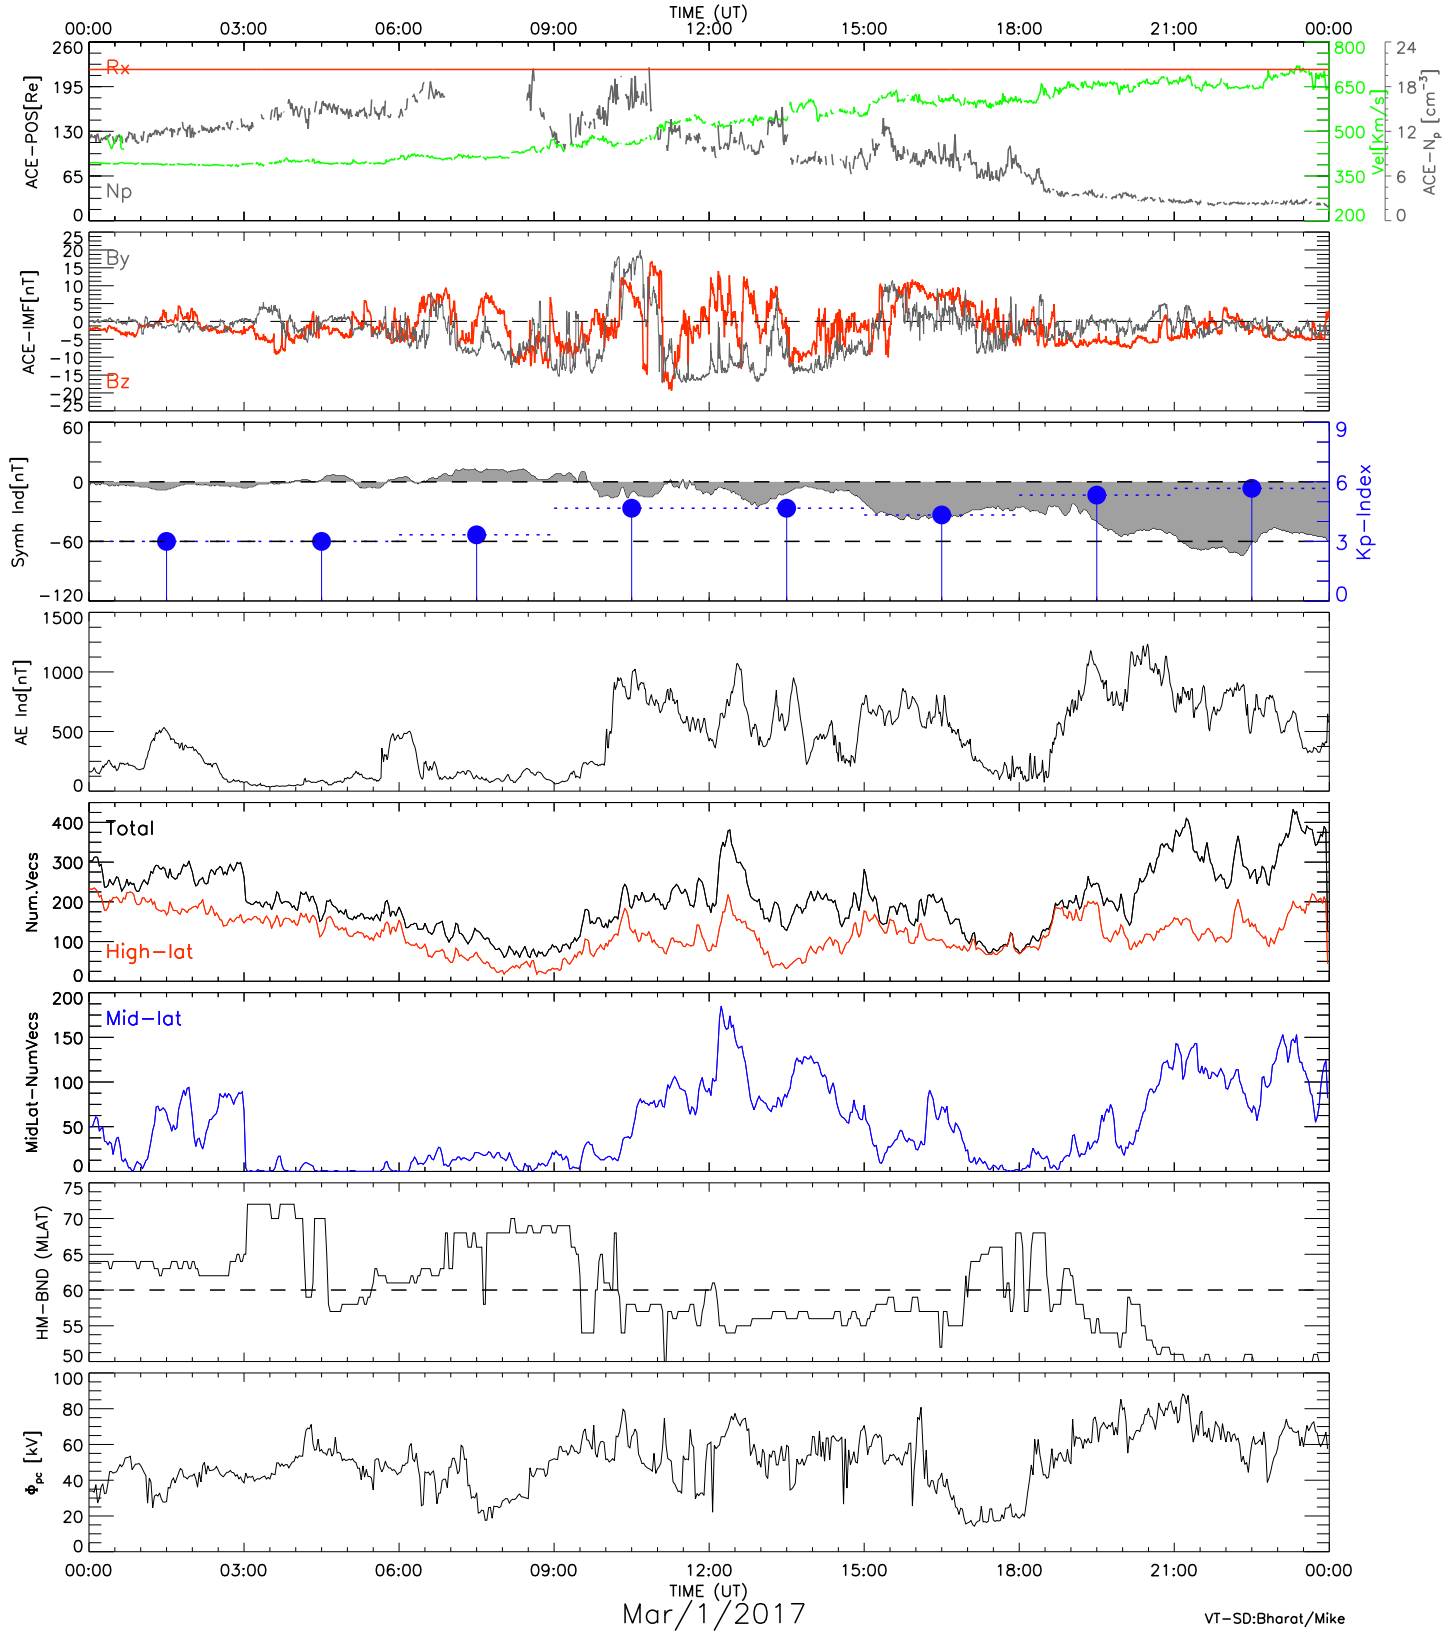 TIME (UT)
00:00 03:00 06:00 09:00 12:00 15:00 18:00 21:00 00:00
260 195 130 65 0
ACE-POS[Re]
Rx
Np
800 650 500 350 200
Vel[Km/s]
24 18 12 6 0
ACE-Np [cm⁻³]
25 20 15 10 5 0 -5 -10 -15 -20 -25
ACE-IMF[nT]
By
Bz
60 0 -60 -120
Symh Ind[nT]
9 6 3 0
Kp-Index
1500 1000 500 0
AE Ind[nT]
400 300 200 100 0
Num.Vecs
Total
High-lat
200 150 100 50 0
MidLat-NumVecs
Mid-lat
75 70 65 60 55 50
HM-BND (MLAT)
100 80 60 40 20 0
Φpc [kV]
00:00 03:00 06:00 09:00 12:00 15:00 18:00 21:00 00:00
TIME (UT)
Mar/1/2017
VT-SD:Bharat/Mike